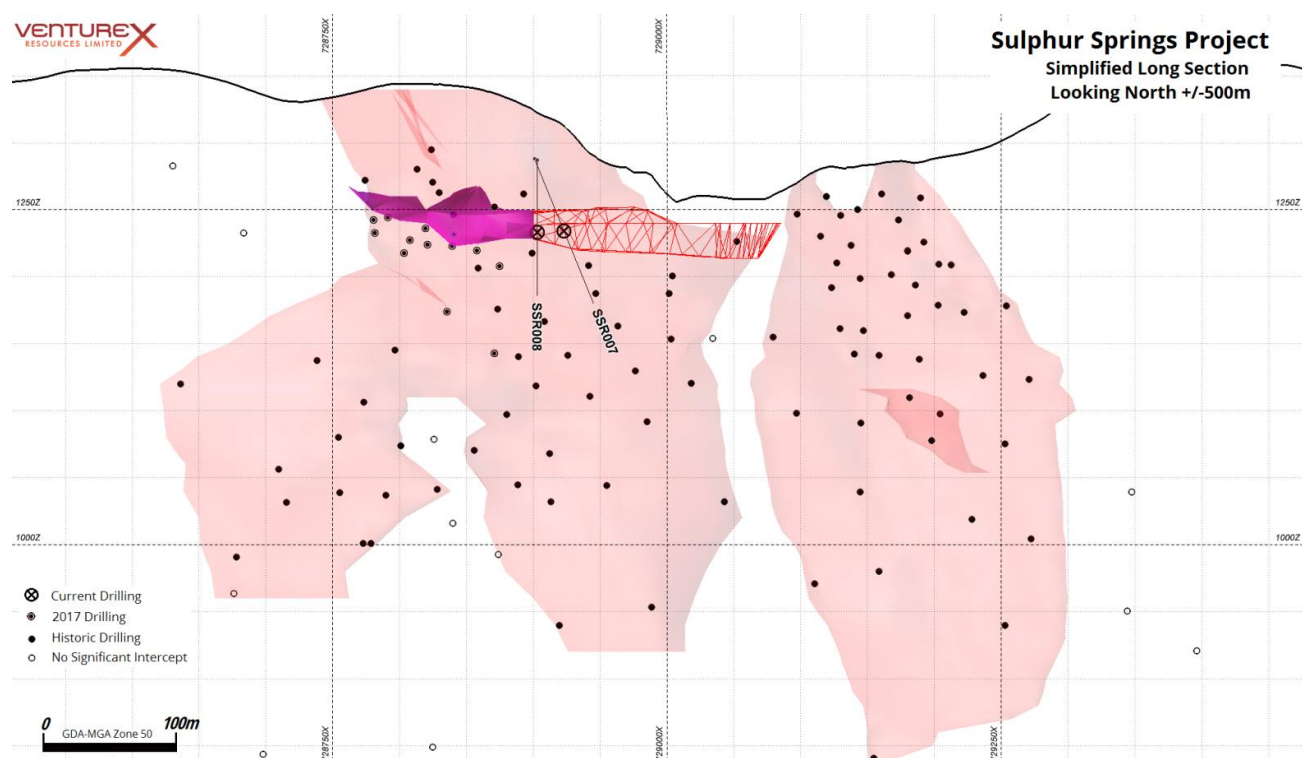 VENTUREX
RESOURCES LIMITED
Sulphur Springs Project
Simplified Long Section
Looking North +/-500m
728750X
729000X
1250Z
1250Z
SSR008
SSR007
1000Z
1000Z
Current Drilling
2017 Drilling
Historic Drilling
No Significant Intercept
0 100m
GDA-MGA Zone 50
728750X
729000X
729250X